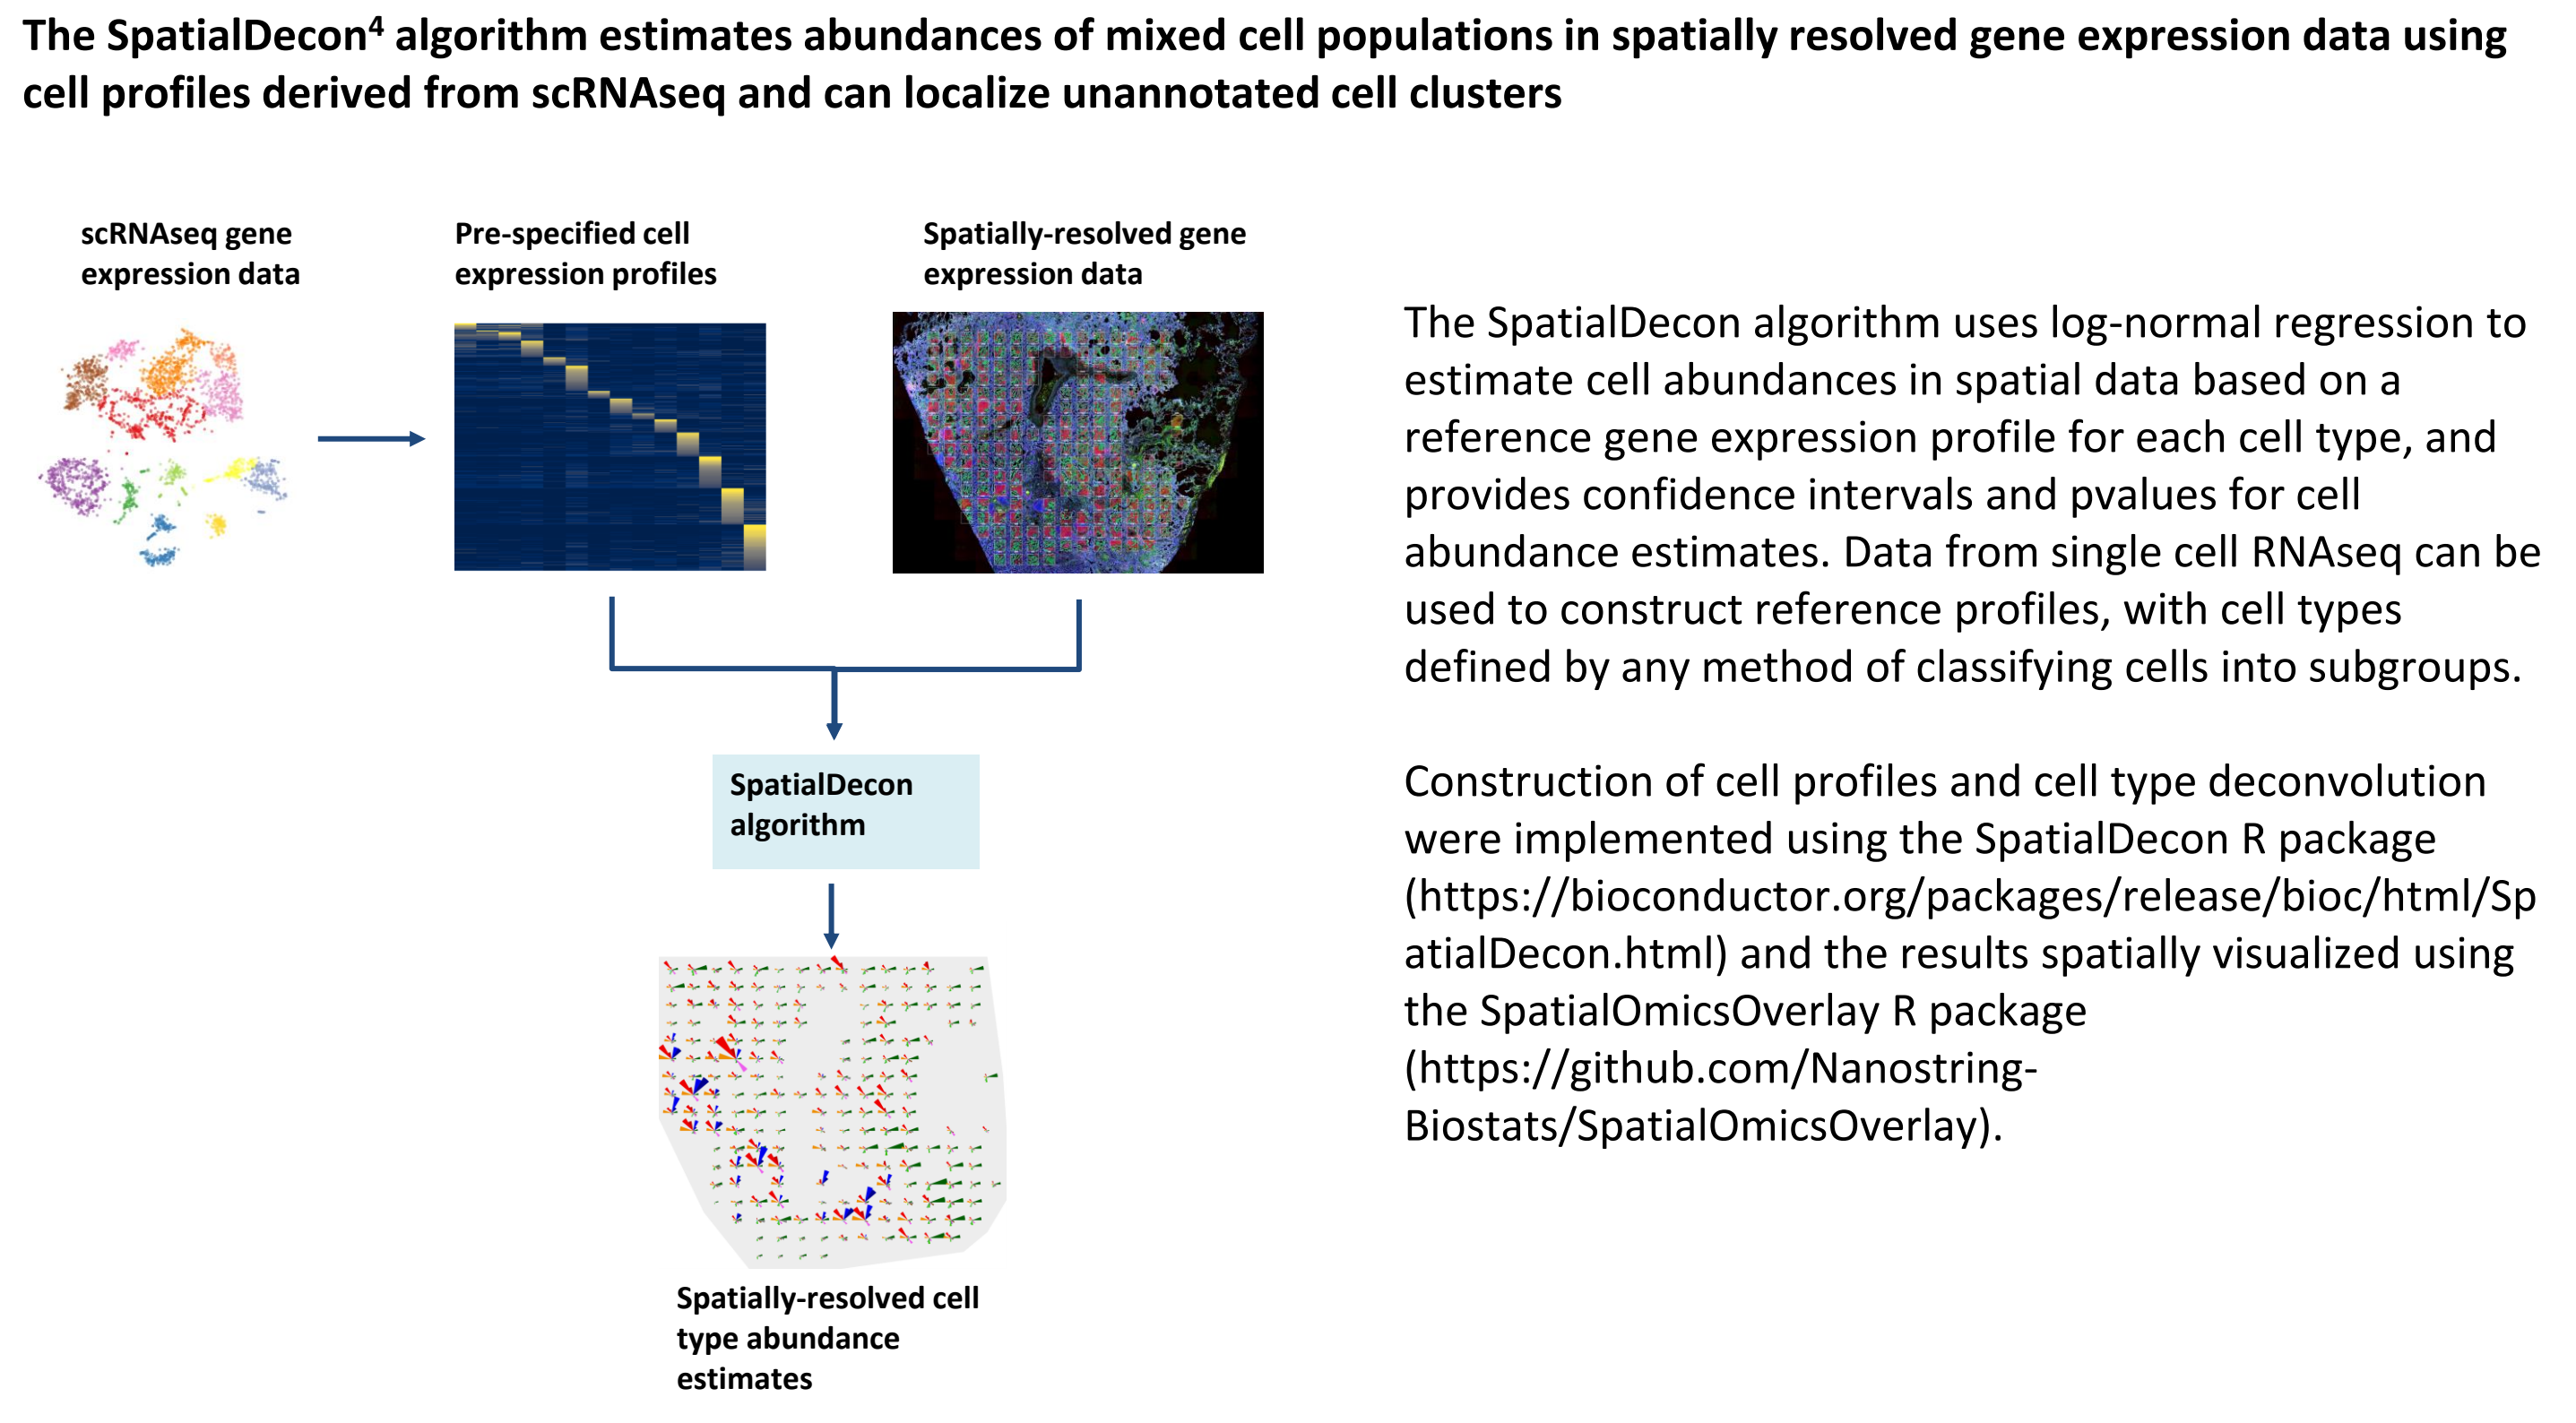 The SpatialDecon⁴ algorithm estimates abundances of mixed cell populations in spatially resolved gene expression data using
cell profiles derived from scRNAseq and can localize unannotated cell clusters
scRNAseq gene
expression data
Pre-specified cell
expression profiles
Spatially-resolved gene
expression data
SpatialDecon
algorithm
Spatially-resolved cell
type abundance
estimates
The SpatialDecon algorithm uses log-normal regression to
estimate cell abundances in spatial data based on a
reference gene expression profile for each cell type, and
provides confidence intervals and pvalues for cell
abundance estimates. Data from single cell RNAseq can be
used to construct reference profiles, with cell types
defined by any method of classifying cells into subgroups.
Construction of cell profiles and cell type deconvolution
were implemented using the SpatialDecon R package
(https://bioconductor.org/packages/release/bioc/html/Sp
atialDecon.html) and the results spatially visualized using
the SpatialOmicsOverlay R package
(https://github.com/Nanostring-
Biostats/SpatialOmicsOverlay).